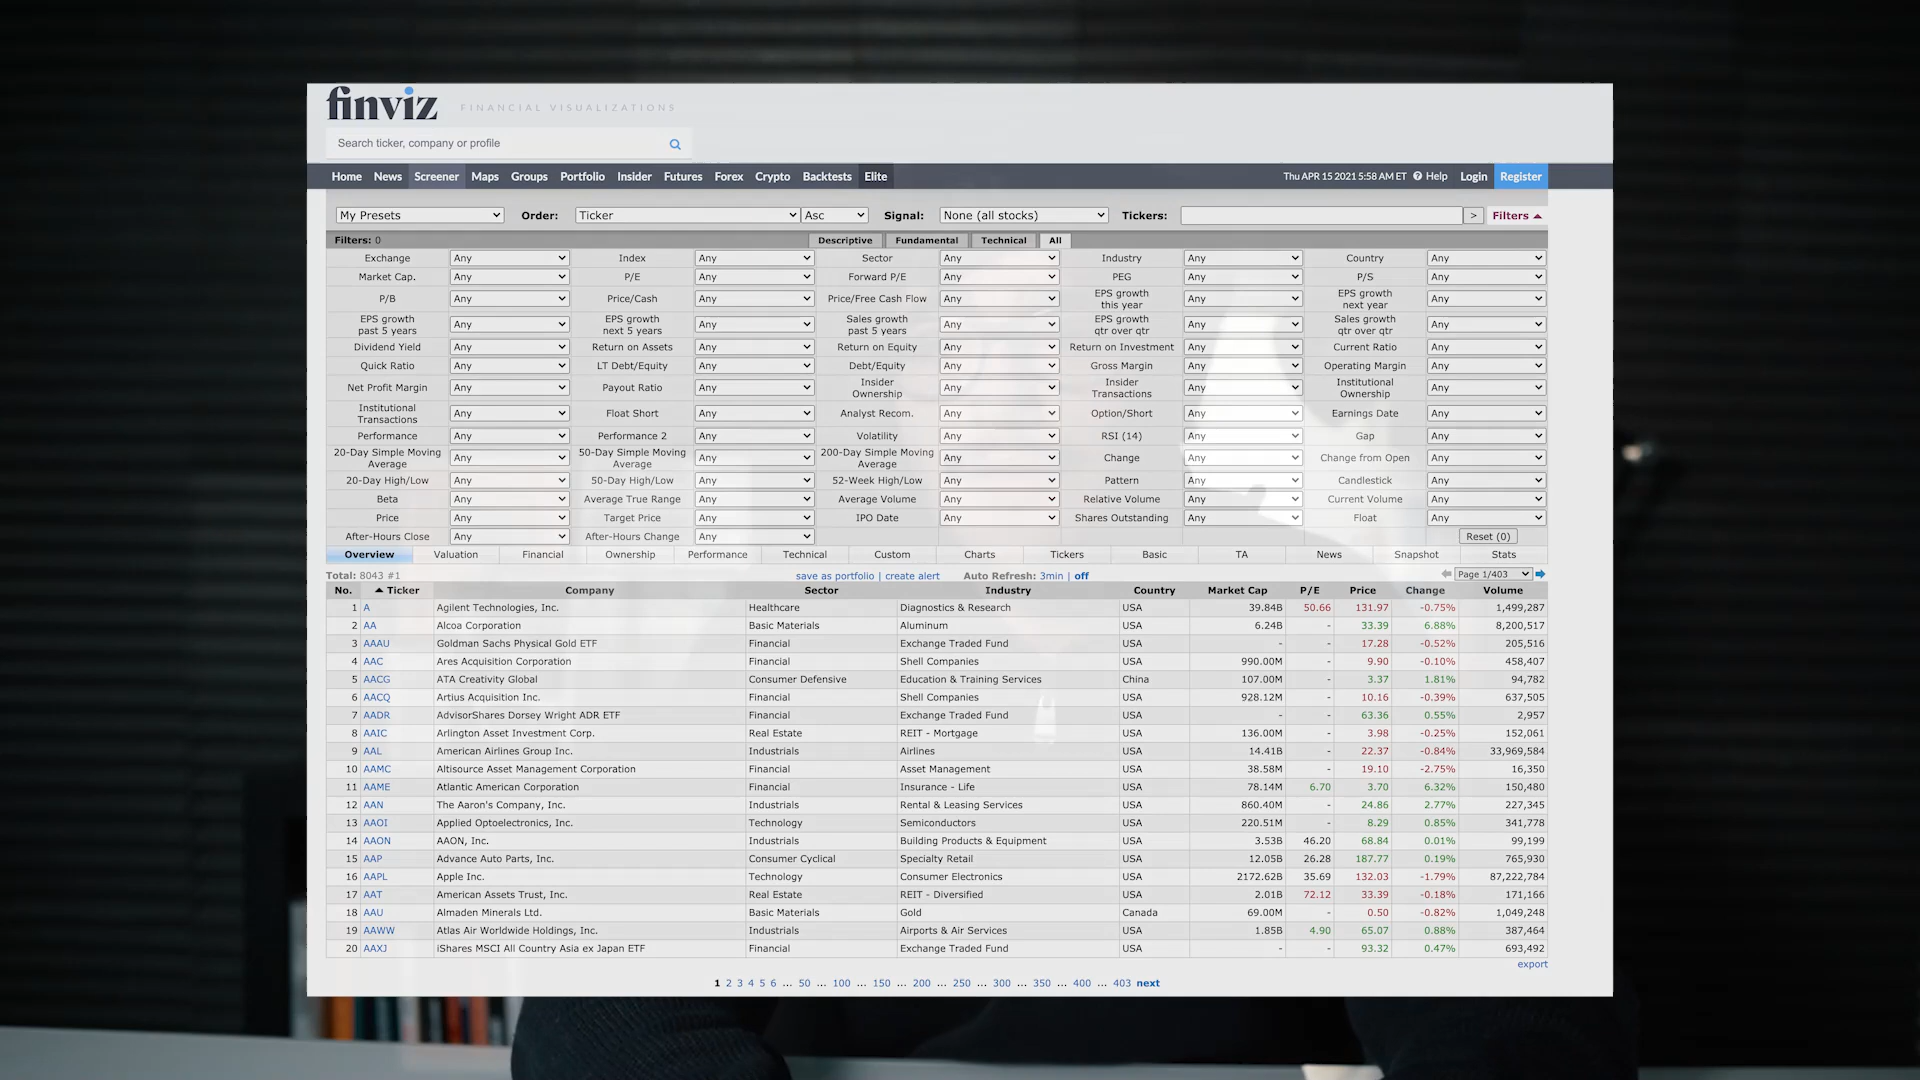 finviz FINANCIAL VISUALIZATIONS
Search ticker, company or profile
Home News Screener Maps Groups Portfolio Insider Futures Forex Crypto Backtests Elite Thu APR 15 2021 5:58 AM ET Help Login Register
My Presets Order: Ticker Asc Signal: None (all stocks) Tickers: > Filters
Filters: 0 Descriptive Fundamental Technical All
Exchange Any Index Any Sector Any Industry Any Country Any
Market Cap. Any P/E Any Forward P/E Any PEG Any P/S Any
P/B Any Price/Cash Any Price/Free Cash Flow Any EPS growth this year Any EPS growth next year Any
EPS growth past 5 years Any EPS growth next 5 years Any Sales growth past 5 years Any EPS growth qtr over qtr Any Sales growth qtr over qtr Any
Dividend Yield Any Return on Assets Any Return on Equity Any Return on Investment Any Current Ratio Any
Quick Ratio Any LT Debt/Equity Any Debt/Equity Any Gross Margin Any Operating Margin Any
Net Profit Margin Any Payout Ratio Any Insider Ownership Any Insider Transactions Any Institutional Ownership Any
Institutional Transactions Any Float Short Any Analyst Recom. Any Option/Short Any Earnings Date Any
Performance Any Performance 2 Any Volatility Any RSI (14) Any Gap Any
20-Day Simple Moving Average Any 50-Day Simple Moving Average Any 200-Day Simple Moving Average Any Change Any Change from Open Any
20-Day High/Low Any 50-Day High/Low Any 52-Week High/Low Any Pattern Any Candlestick Any
Beta Any Average True Range Any Average Volume Any Relative Volume Any Current Volume Any
Price Any Target Price Any IPO Date Any Shares Outstanding Any Float Any
After-Hours Close Any After-Hours Change Any Reset (0)
Overview Valuation Financial Ownership Performance Technical Custom Charts Tickers Basic TA News Snapshot Stats
Total: 8043 #1 save as portfolio | create alert Auto Refresh: 3min | off Page 1/403
No. Ticker Company Sector Industry Country Market Cap P/E Price Change Volume
1 A Agilent Technologies, Inc. Healthcare Diagnostics & Research USA 39.84B 50.66 131.97 -0.75% 1,499,287
2 AA Alcoa Corporation Basic Materials Aluminum USA 6.24B - 33.39 6.88% 8,200,517
3 AAAU Goldman Sachs Physical Gold ETF Financial Exchange Traded Fund USA - - 17.28 -0.52% 205,516
4 AAC Ares Acquisition Corporation Financial Shell Companies USA 990.00M - 9.90 -0.10% 458,407
5 AACG ATA Creativity Global Consumer Defensive Education & Training Services China 107.00M - 3.37 1.81% 94,782
6 AACQ Artius Acquisition Inc. Financial Shell Companies USA 928.12M - 10.16 -0.39% 637,505
7 AADR AdvisorShares Dorsey Wright ADR ETF Financial Exchange Traded Fund USA - - 63.36 0.55% 2,957
8 AAIC Arlington Asset Investment Corp. Real Estate REIT - Mortgage USA 136.00M - 3.98 -0.25% 152,061
9 AAL American Airlines Group Inc. Industrials Airlines USA 14.41B - 22.37 -0.84% 33,969,584
10 AAMC Altisource Asset Management Corporation Financial Asset Management USA 38.58M - 19.10 -2.75% 16,350
11 AAME Atlantic American Corporation Financial Insurance - Life USA 78.14M 6.70 3.70 6.32% 150,480
12 AAN The Aaron's Company, Inc. Industrials Rental & Leasing Services USA 860.40M - 24.86 2.77% 227,345
13 AAOI Applied Optoelectronics, Inc. Technology Semiconductors USA 220.51M - 8.29 0.85% 341,778
14 AAON AAON, Inc. Industrials Building Products & Equipment USA 3.53B 46.20 68.84 0.01% 99,199
15 AAP Advance Auto Parts, Inc. Consumer Cyclical Specialty Retail USA 12.05B 26.28 187.77 0.19% 765,930
16 AAPL Apple Inc. Technology Consumer Electronics USA 2172.62B 35.69 132.03 -1.79% 87,222,784
17 AAT American Assets Trust, Inc. Real Estate REIT - Diversified USA 2.01B 72.12 33.39 -0.18% 171,166
18 AAU Almaden Minerals Ltd. Basic Materials Gold Canada 69.00M - 0.50 -0.82% 1,049,248
19 AAWW Atlas Air Worldwide Holdings, Inc. Industrials Airports & Air Services USA 1.85B 4.90 65.07 0.88% 387,464
20 AAXJ iShares MSCI All Country Asia ex Japan ETF Financial Exchange Traded Fund USA - - 93.32 0.47% 693,492
export
1 2 3 4 5 6 ... 50 ... 100 ... 150 ... 200 ... 250 ... 300 ... 350 ... 400 ... 403 next